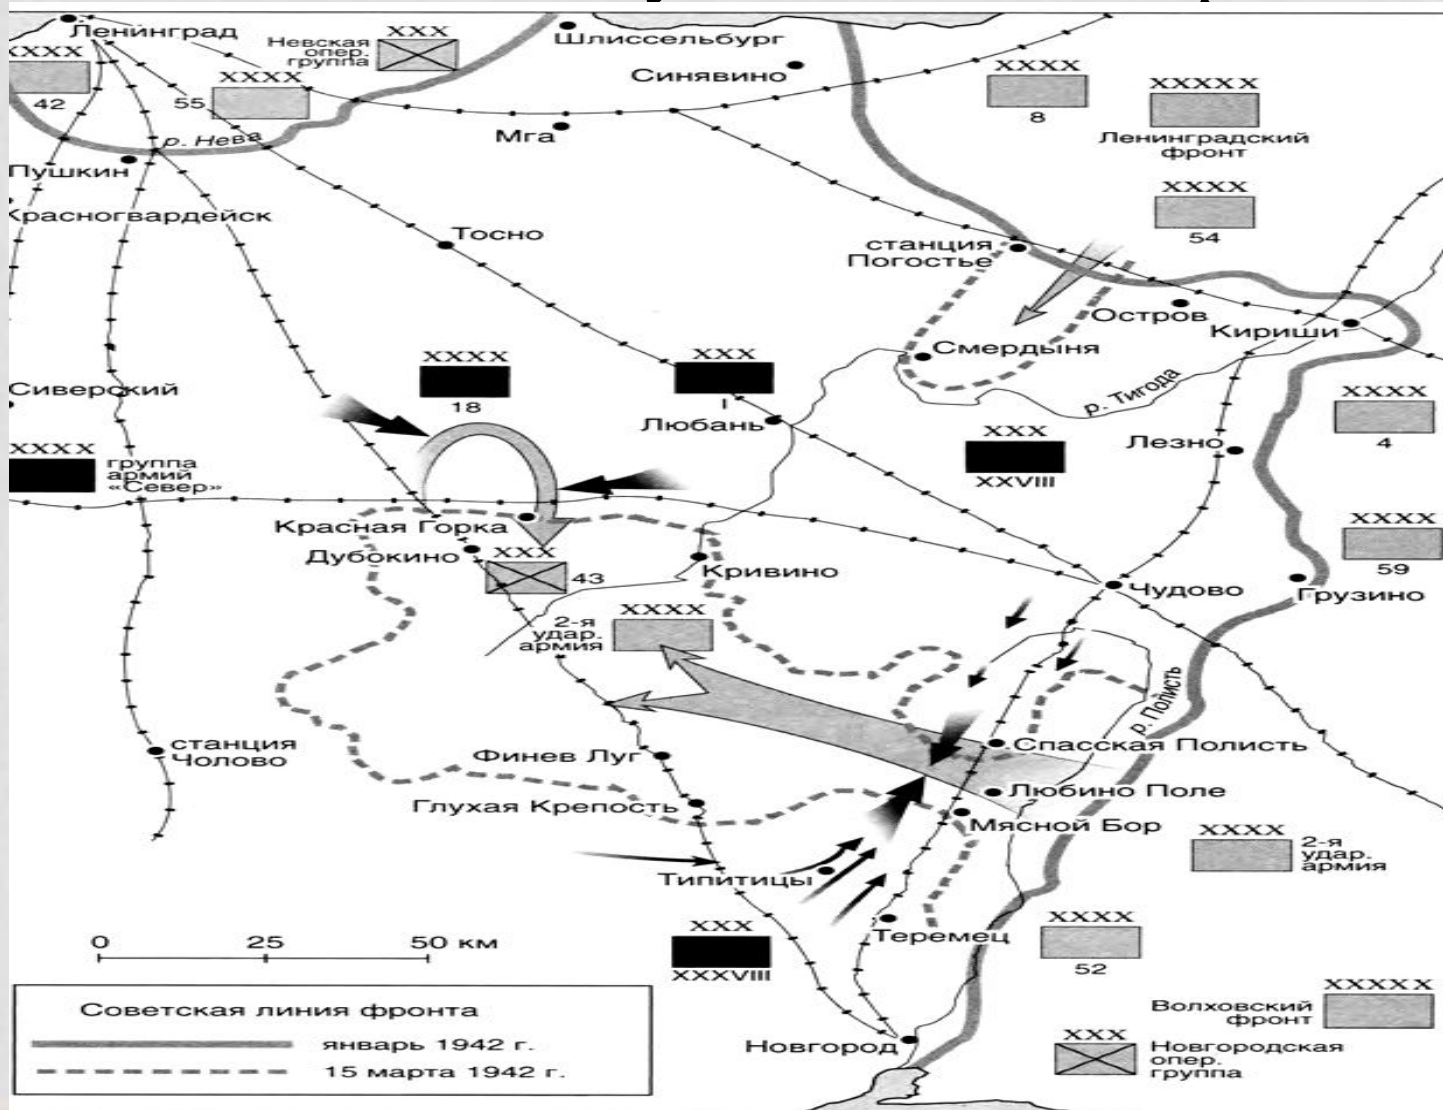 Ленинград
XXXX
42
XXXX
55
Невская
опер.
группа
XXX
Шлиссельбург
Синявино
XXXX
8
XXXXX
Ленинградский
фронт
р. Нева
Мга
Пушкин
Красногвардейск
Тосно
станция
Погостье
XXXX
54
Остров
Кириши
Смердыня
р. Тигода
Сиверский
XXXX
18
XXX
I
Любань
XXX
XXVIII
Лезно
XXXX
4
XXXX
группа
армий
«Север»
Красная Горка
Дубокино
XXX
43
Кривино
XXXX
59
Чудово
Грузино
XXXX
2-я
удар.
армия
р. Полисть
станция
Чолово
Финев Луг
Спасская Полисть
Глухая Крепость
Любино Поле
Мясной Бор
XXXX
2-я
удар.
армия
Типитицы
Теремец
XXXX
52
XXX
XXXVIII
0 25 50 км
Советская линия фронта
январь 1942 г.
15 марта 1942 г.
Новгород
XXXXX
Волховский
фронт
XXX
Новгородская
опер.
группа